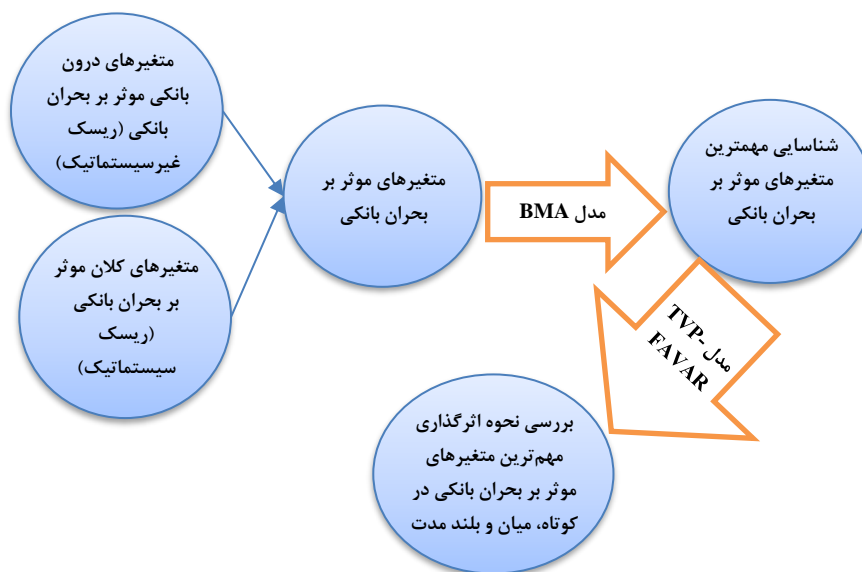 متغیرهای درون
بانکی موثر بر بحران
بانکی (ریسک
غیرسیستماتیک)
متغیرهای کلان موثر
بر بحران بانکی
(ریسک
سیستماتیک)
متغیرهای موثر بر
بحران بانکی
مدل BMA
شناسایی مهمترین
متغیرهای موثر بر
بحران بانکی
مدل TVP-
FAVAR
بررسی نحوه اثرگذاری
مهم‌ترین متغیرهای
موثر بر بحران بانکی در
کوتاه، میان و بلند مدت